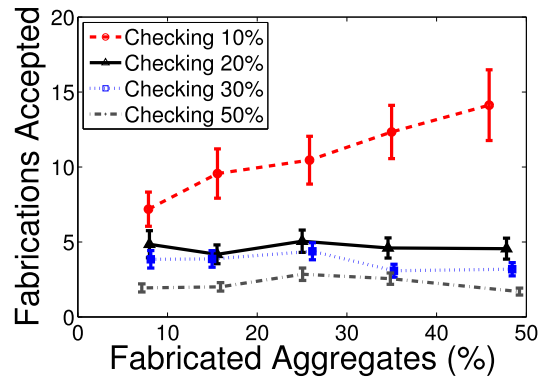 Fabrications Accepted
20
15
10
5
0
Checking 10%
Checking 20%
Checking 30%
Checking 50%
0 10 20 30 40 50
Fabricated Aggregates (%)